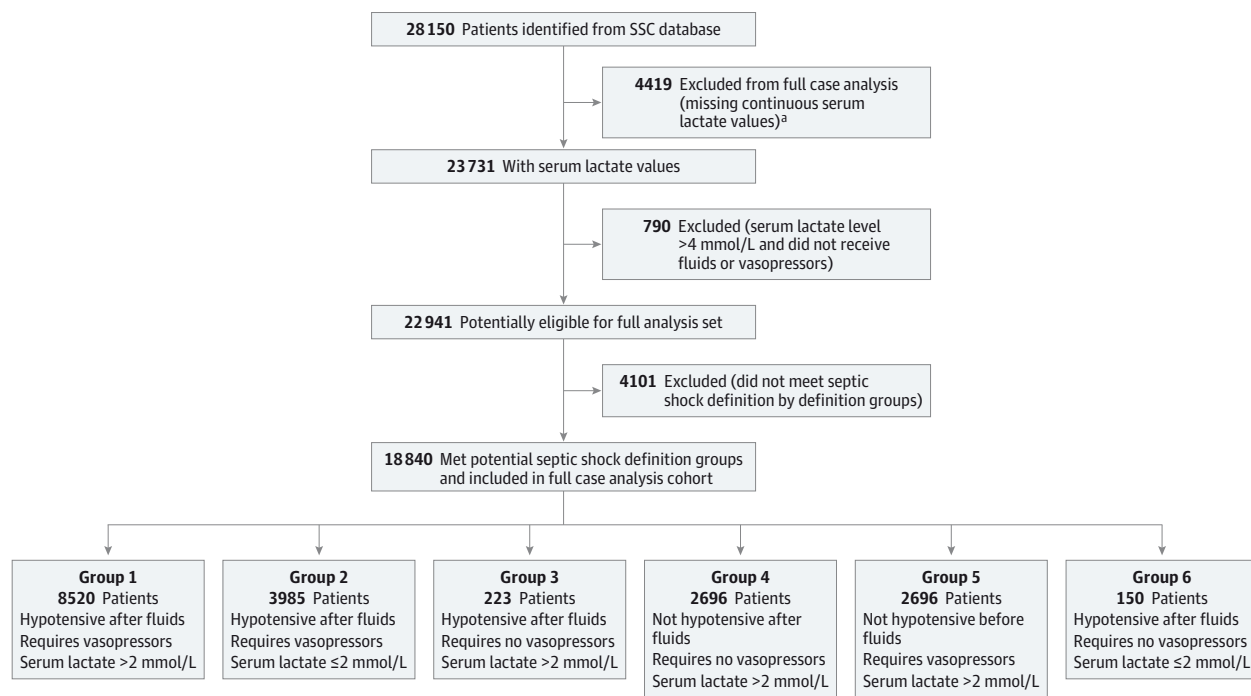 28 150 Patients identified from SSC database
4419 Excluded from full case analysis
(missing continuous serum
lactate values)a
23 731 With serum lactate values
790 Excluded (serum lactate level
>4 mmol/L and did not receive
fluids or vasopressors)
22 941 Potentially eligible for full analysis set
4101 Excluded (did not meet septic
shock definition by definition groups)
18 840 Met potential septic shock definition groups
and included in full case analysis cohort
Group 1
8520 Patients
Hypotensive after fluids
Requires vasopressors
Serum lactate >2 mmol/L
Group 2
3985 Patients
Hypotensive after fluids
Requires vasopressors
Serum lactate ≤2 mmol/L
Group 3
223 Patients
Hypotensive after fluids
Requires no vasopressors
Serum lactate >2 mmol/L
Group 4
2696 Patients
Not hypotensive after
fluids
Requires no vasopressors
Serum lactate >2 mmol/L
Group 5
2696 Patients
Not hypotensive before
fluids
Requires vasopressors
Serum lactate >2 mmol/L
Group 6
150 Patients
Hypotensive after fluids
Requires no vasopressors
Serum lactate ≤2 mmol/L